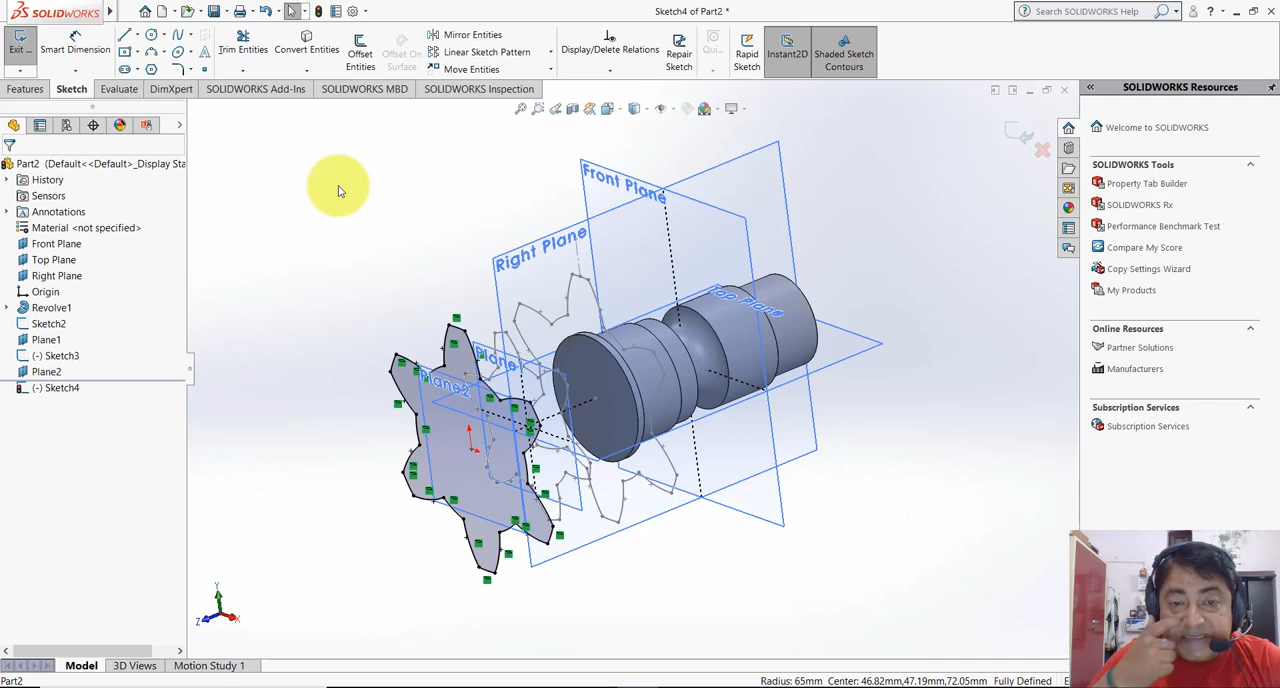 SOLIDWORKS
Sketch4 of Part2 *
Search SOLIDWORKS Help
Exit ...
Smart Dimension
Trim Entities
Convert Entities
Offset Entities
Offset On Surface
Mirror Entities
Linear Sketch Pattern
Move Entities
Display/Delete Relations
Repair Sketch
Qui...
Rapid Sketch
Instant2D
Shaded Sketch Contours
Features
Sketch
Evaluate
DimXpert
SOLIDWORKS Add-Ins
SOLIDWORKS MBD
SOLIDWORKS Inspection
Part2 (Default<<Default>_Display Sta
History
Sensors
Annotations
Material <not specified>
Front Plane
Top Plane
Right Plane
Origin
Revolve1
Sketch2
Plane1
(-) Sketch3
Plane2
(-) Sketch4
Front Plane
Right Plane
Top Plane
Plane1
Plane2
Y
X
Z
SOLIDWORKS Resources
Welcome to SOLIDWORKS
SOLIDWORKS Tools
Property Tab Builder
SOLIDWORKS Rx
Performance Benchmark Test
Compare My Score
Copy Settings Wizard
My Products
Online Resources
Partner Solutions
Manufacturers
Subscription Services
Subscription Services
Model
3D Views
Motion Study 1
Part2
Radius: 65mm Center: 46.82mm,47.19mm,72.05mm Fully Defined